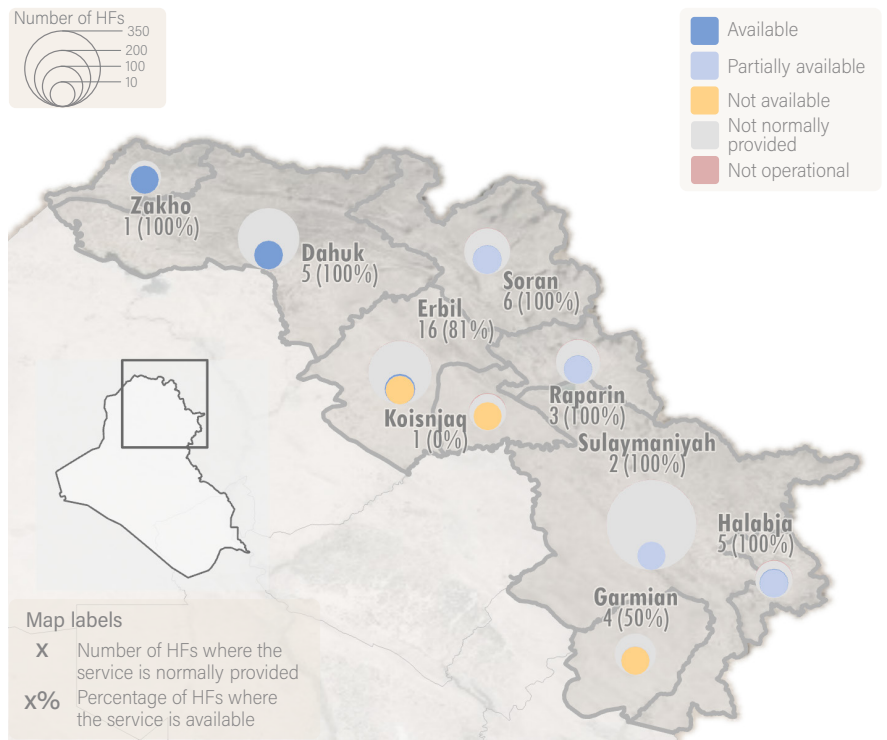 Number of HFs
350
200
100
10
Available
Partially available
Not available
Not normally
provided
Not operational
Zakho
1 (100%)
Dahuk
5 (100%)
Soran
6 (100%)
Erbil
16 (81%)
Raparin
3 (100%)
Koisnjaq
1 (0%)
Sulaymaniyah
2 (100%)
Halabja
5 (100%)
Garmian
4 (50%)
Map labels
X Number of HFs where the
service is normally provided
x% Percentage of HFs where
the service is available